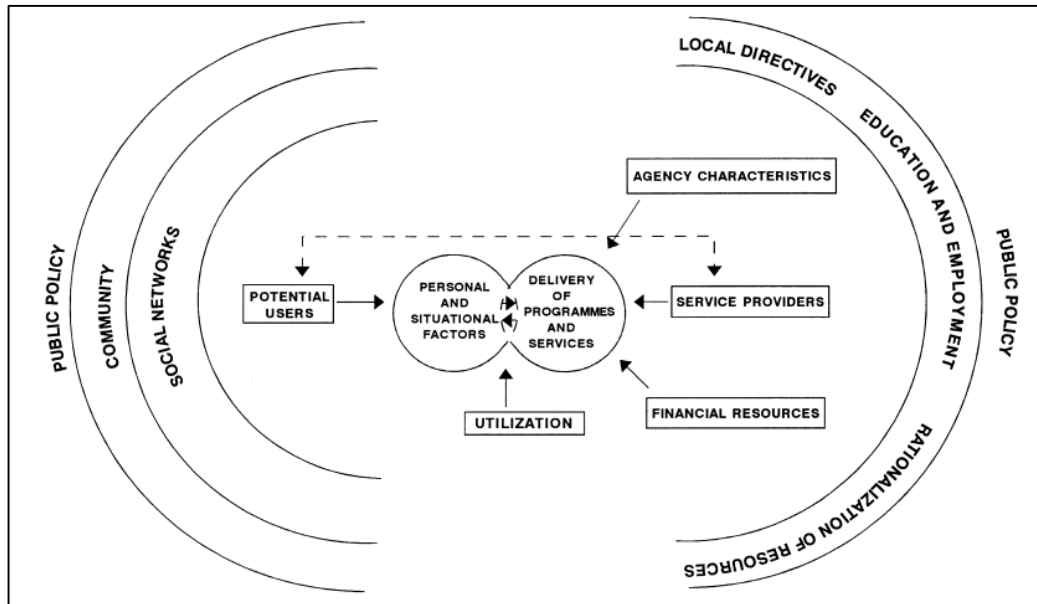 LOCAL DIRECTIVES
EDUCATION AND EMPLOYMENT
RATIONALIZATION OF RESOURCES
PUBLIC POLICY
PUBLIC POLICY
COMMUNITY
SOCIAL NETWORKS
AGENCY CHARACTERISTICS
POTENTIAL
USERS
PERSONAL
AND
SITUATIONAL
FACTORS
DELIVERY
OF
PROGRAMMES
AND
SERVICES
SERVICE PROVIDERS
UTILIZATION
FINANCIAL RESOURCES